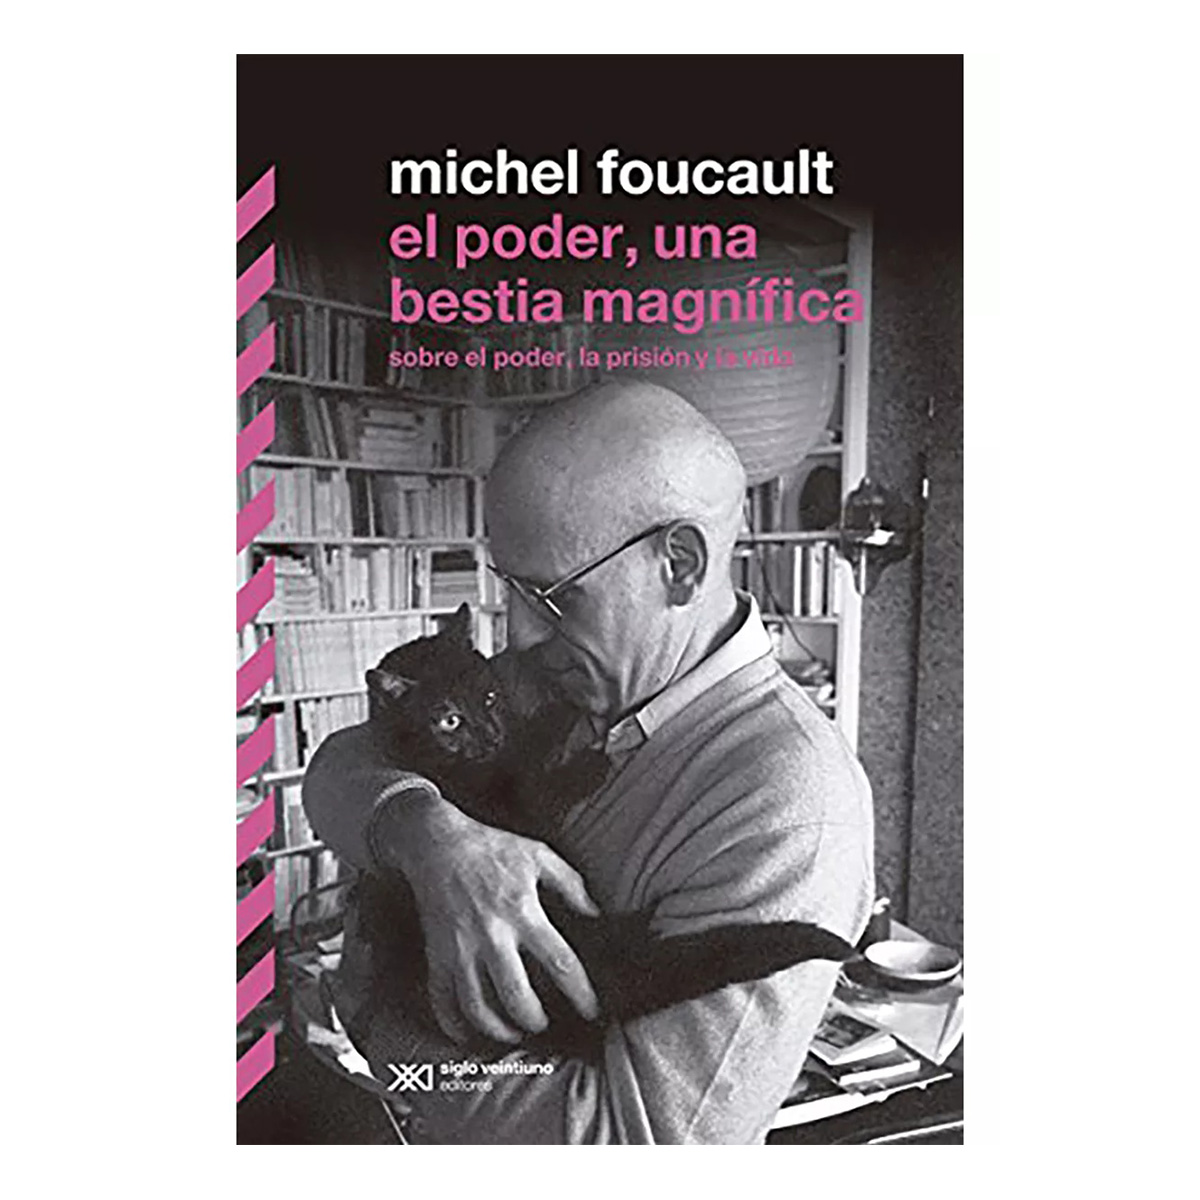 michel foucault
el poder, una
bestia magnífica
sobre el poder, la prisión y la vida
siglo veintiuno
editores